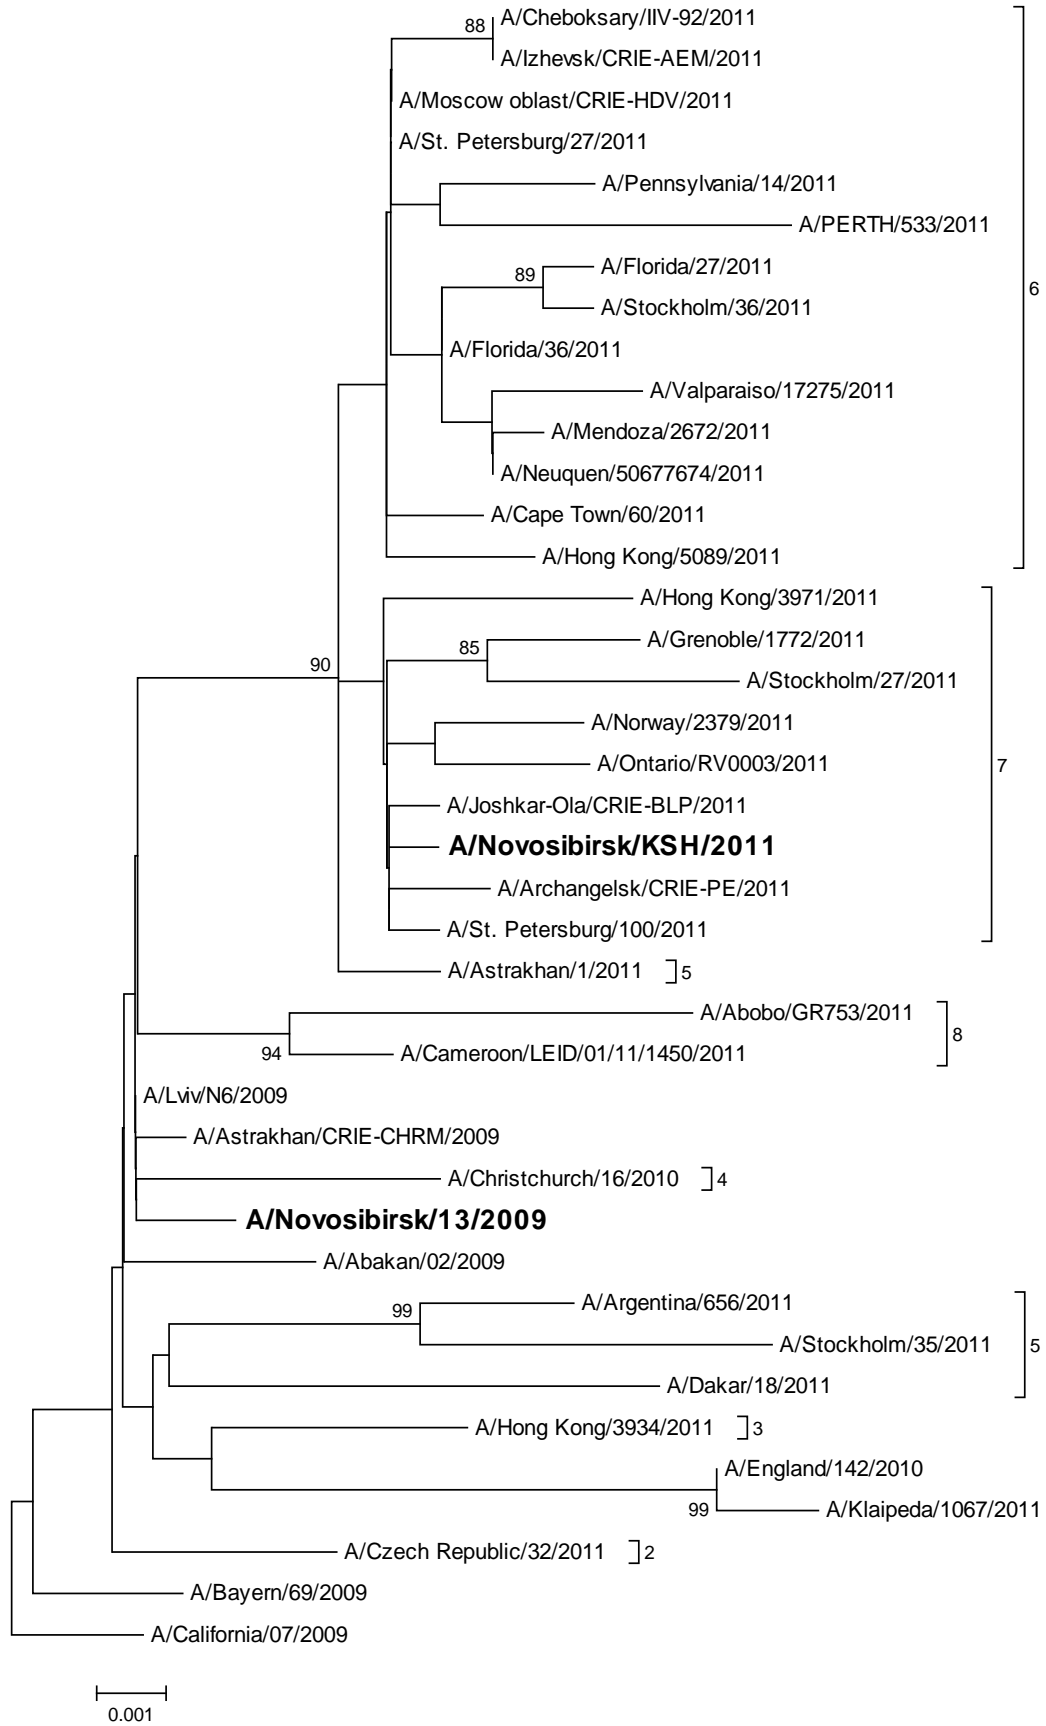 88
A/Cheboksary/IIV-92/2011
A/Izhevsk/CRIE-AEM/2011
A/Moscow oblast/CRIE-HDV/2011
A/St. Petersburg/27/2011
A/Pennsylvania/14/2011
A/PERTH/533/2011
A/Florida/27/2011
89
6
A/Stockholm/36/2011
A/Florida/36/2011
A/Valparaiso/17275/2011
A/Mendoza/2672/2011
A/Neuquen/50677674/2011
A/Cape Town/60/2011
A/Hong Kong/5089/2011
A/Hong Kong/3971/2011
A/Grenoble/1772/2011
85
90
A/Stockholm/27/2011
A/Norway/2379/2011
A/Ontario/RV0003/2011
7
A/Joshkar-Ola/CRIE-BLP/2011
A/Novosibirsk/KSH/2011
A/Archangelsk/CRIE-PE/2011
A/St. Petersburg/100/2011
A/Astrakhan/1/2011 5
A/Abobo/GR753/2011
8
94
A/Cameroon/LEID/01/11/1450/2011
A/Lviv/N6/2009
A/Astrakhan/CRIE-CHRM/2009
A/Christchurch/16/2010 4
A/Novosibirsk/13/2009
A/Abakan/02/2009
A/Argentina/656/2011
99
A/Stockholm/35/2011
5
A/Dakar/18/2011
A/Hong Kong/3934/2011 3
A/England/142/2010
99
A/Klaipeda/1067/2011
A/Czech Republic/32/2011 2
A/Bayern/69/2009
A/California/07/2009
0.001